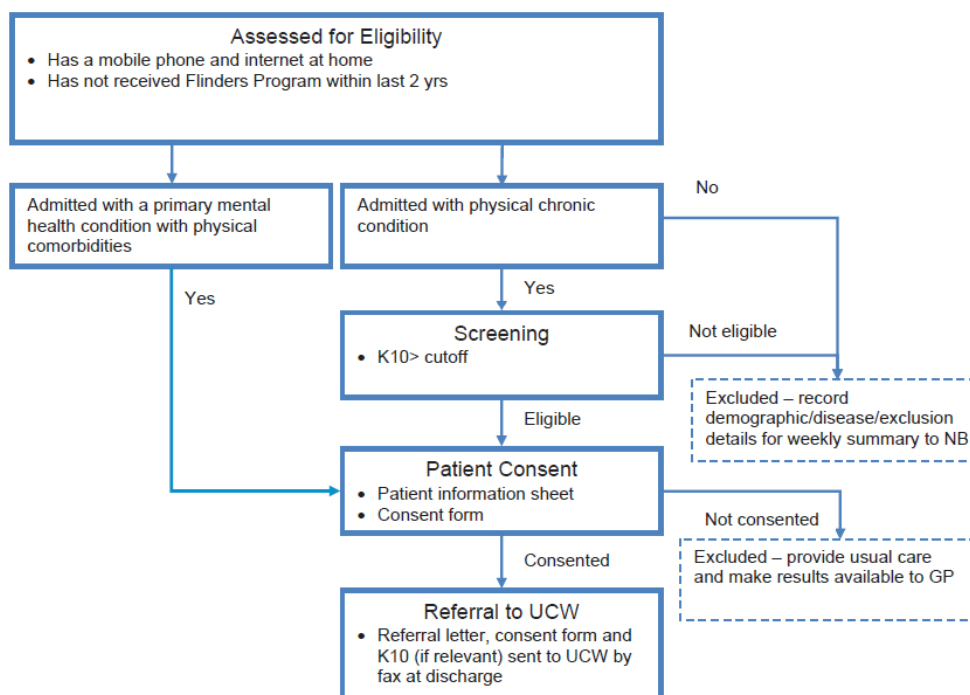 Assessed for Eligibility
• Has a mobile phone and internet at home
• Has not received Flinders Program within last 2 yrs
Admitted with a primary mental
health condition with physical
comorbidities
Admitted with physical chronic
condition
No
Yes
Yes
Screening
• K10> cutoff
Not eligible
Excluded – record
demographic/disease/exclusion
details for weekly summary to NB
Eligible
Patient Consent
• Patient information sheet
• Consent form
Not consented
Excluded – provide usual care
and make results available to GP
Consented
Referral to UCW
• Referral letter, consent form and
K10 (if relevant) sent to UCW by
fax at discharge